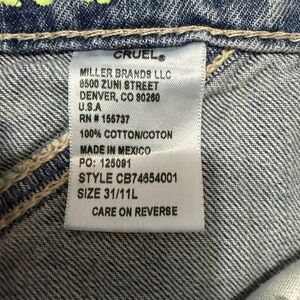 CRUEL®
MILLER BRANDS LLC
8500 ZUNI STREET
DENVER, CO 80260
U.S.A
RN # 155737
100% COTTON/COTON
MADE IN MEXICO
PO: 125091
STYLE CB74654001
SIZE 31/11L
CARE ON REVERSE